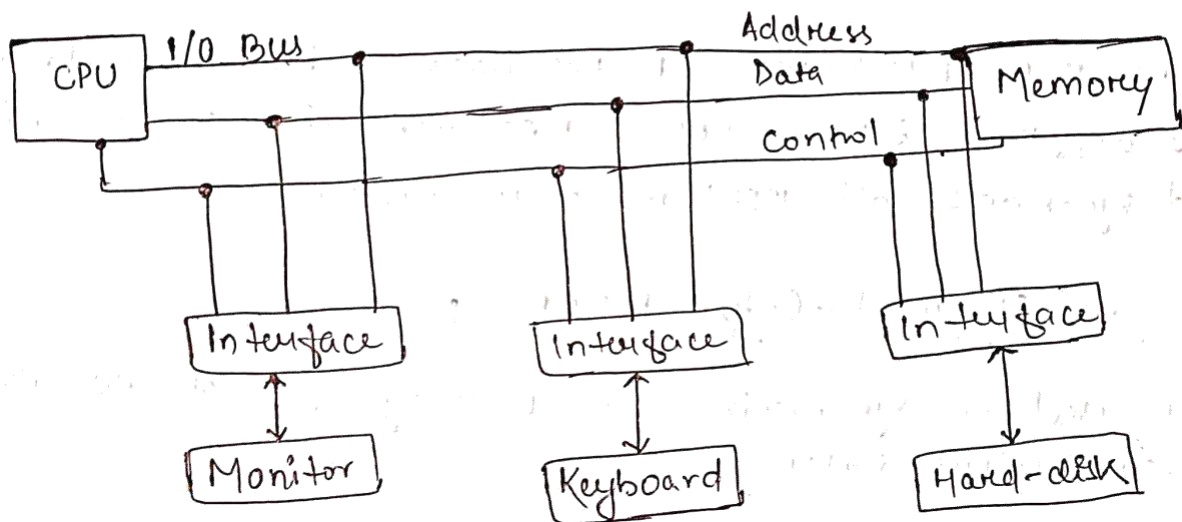 CPU
I/O Bus
Address
Data
Control
Memory
Interface
Interface
Interface
Monitor
Keyboard
Hard-disk